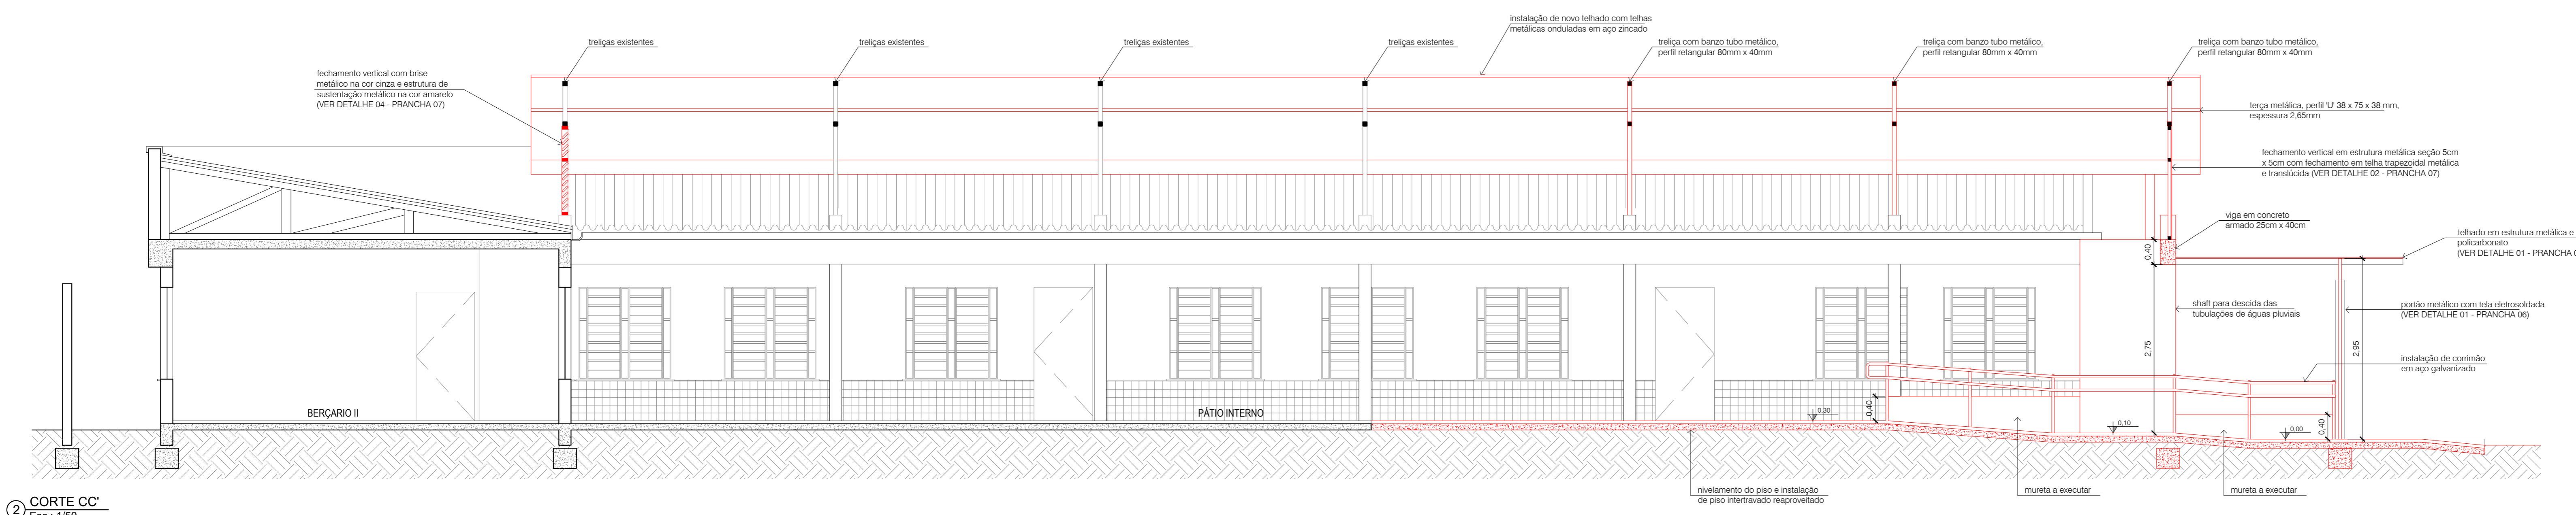 instalação de novo telhado com telhas
metálicas onduladas em aço zincado
treliças existentes
treliças existentes
treliças existentes
treliças existentes
treliça com banzo tubo metálico,
perfil retangular 80mm x 40mm
treliça com banzo tubo metálico,
perfil retangular 80mm x 40mm
treliça com banzo tubo metálico,
perfil retangular 80mm x 40mm
fechamento vertical com brise
metálico na cor cinza e estrutura de
sustentação metálico na cor amarelo
(VER DETALHE 04 - PRANCHA 07)
terça metálica, perfil 'U' 38 x 75 x 38 mm,
espessura 2,65mm
fechamento vertical em estrutura metálica seção 5cm
x 5cm com fechamento em telha trapezoidal metálica
e translúcida (VER DETALHE 02 - PRANCHA 07)
viga em concreto
armado 25cm x 40cm
telhado em estrutura metálica e
policarbonato
(VER DETALHE 01 - PRANCHA
0,40
shaft para descida das
tubulações de águas pluviais
portão metálico com tela eletrosoldada
(VER DETALHE 01 - PRANCHA 06)
2,75
2,95
instalação de corrimão
em aço galvanizado
BERÇARIO II
PÁTIO INTERNO
0,30
0,40
0,10
0,00
0,40
nivelamento do piso e instalação
de piso intertravado reaproveitado
mureta a executar
mureta a executar
2
CORTE CC'
Esc.: 1/50